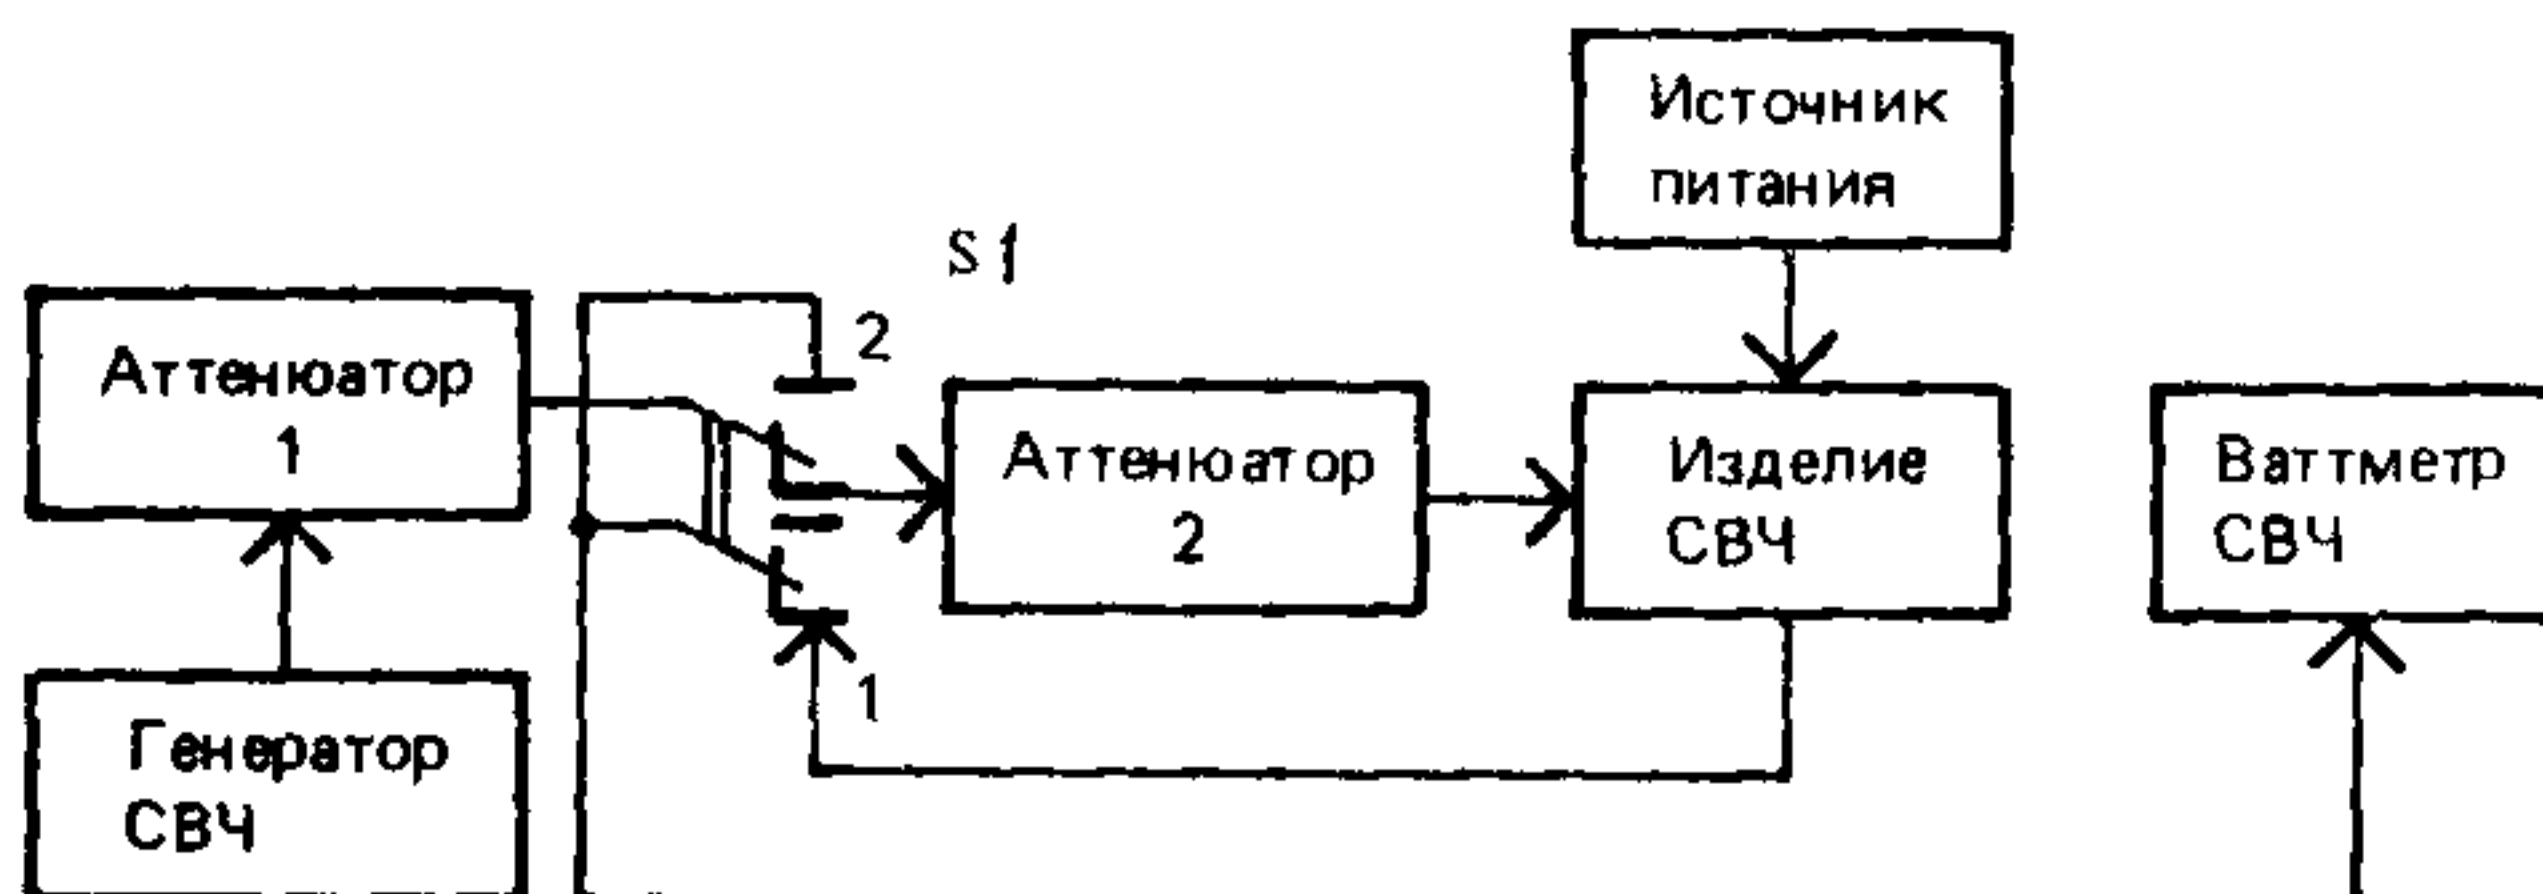 Источник
питания
S1
2
Аттенюатор
1
Аттенюатор
2
Изделие
СВЧ
Ваттметр
СВЧ
1
Генератор
СВЧ